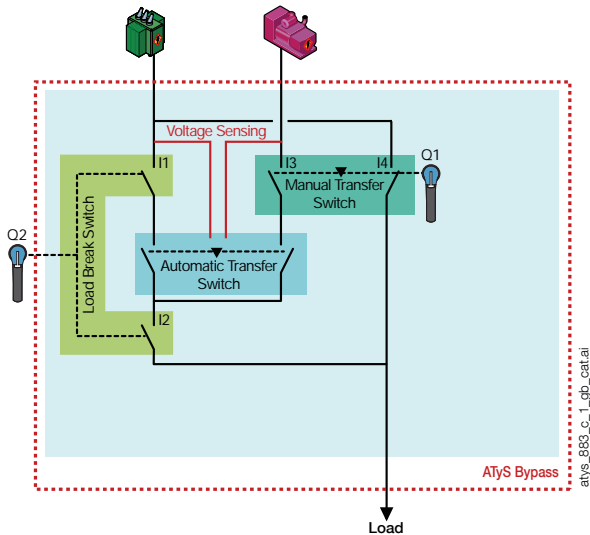 Voltage Sensing
I1
I3
I4
Q1
Manual Transfer
Switch
Q2
Load Break Switch
Automatic Transfer
Switch
I2
ATyS Bypass
atys_883_c_1_gb_cat.ai
Load